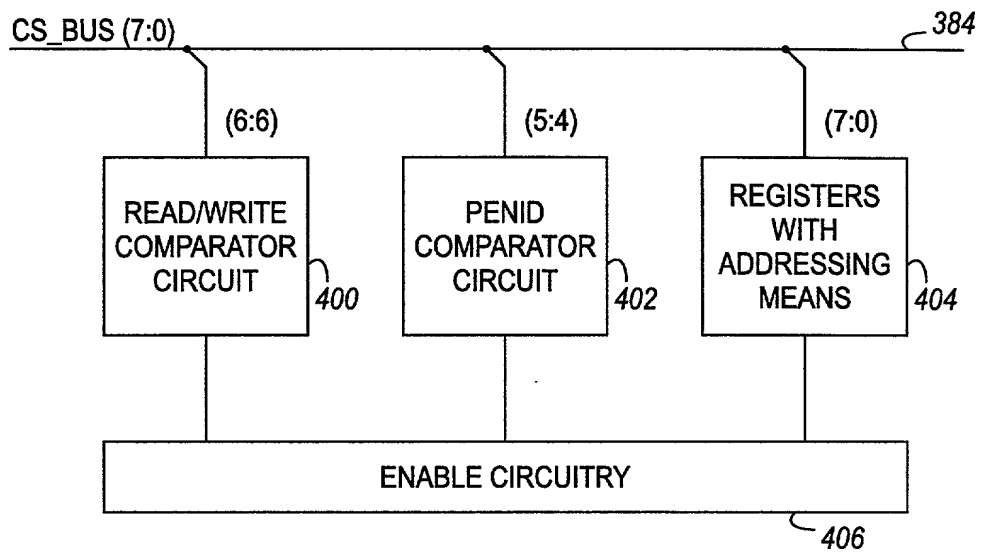 CS_BUS (7:0)
384
(6:6)
(5:4)
(7:0)
READ/WRITE
COMPARATOR
CIRCUIT
400
PENID
COMPARATOR
CIRCUIT
402
REGISTERS
WITH
ADDRESSING
MEANS
404
ENABLE CIRCUITRY
406